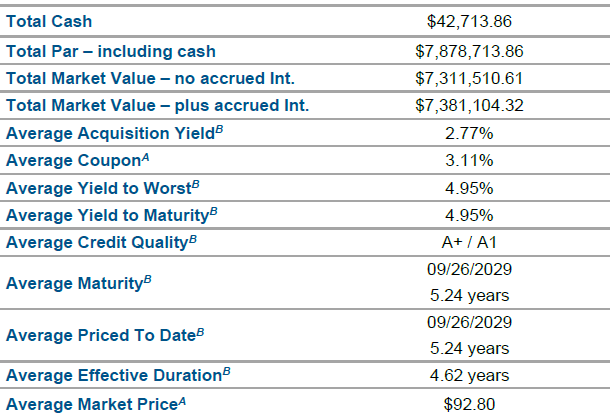 Total Cash $42,713.86
Total Par – including cash $7,878,713.86
Total Market Value – no accrued Int. $7,311,510.61
Total Market Value – plus accrued Int. $7,381,104.32
Average Acquisition Yield^B 2.77%
Average Coupon^A 3.11%
Average Yield to Worst^B 4.95%
Average Yield to Maturity^B 4.95%
Average Credit Quality^B A+ / A1
Average Maturity^B 09/26/2029
5.24 years
Average Priced To Date^B 09/26/2029
5.24 years
Average Effective Duration^B 4.62 years
Average Market Price^A $92.80